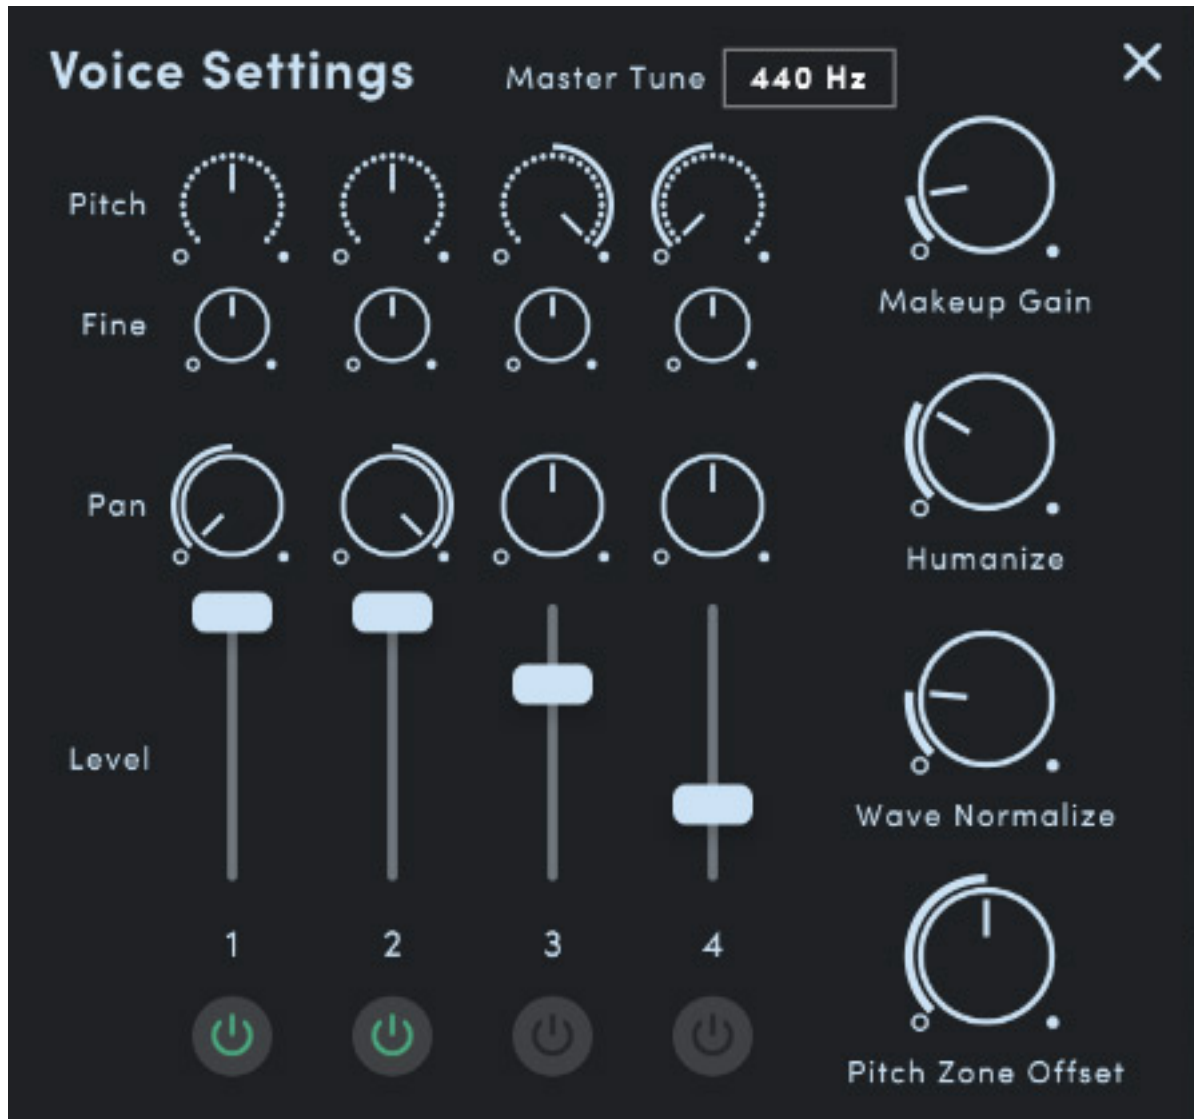 Voice Settings
Master Tune 440 Hz
Pitch
Makeup Gain
Fine
Pan
Humanize
Level
Wave Normalize
1 2 3 4
Pitch Zone Offset